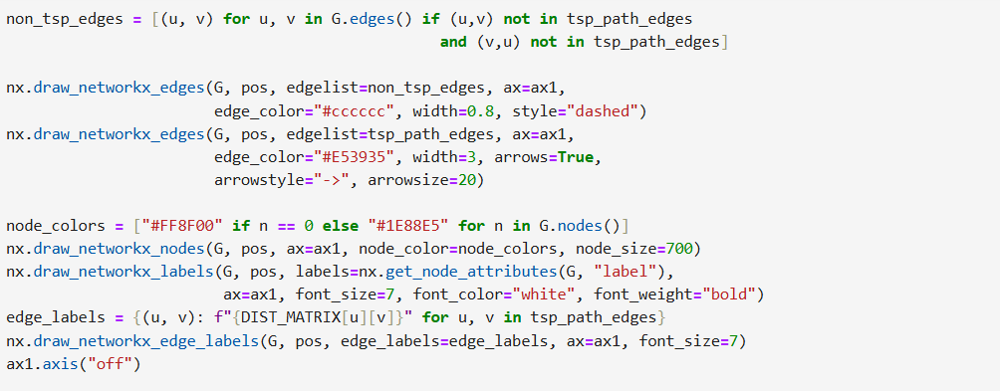 non_tsp_edges = [(u, v) for u, v in G.edges() if (u,v) not in tsp_path_edges
                                                and (v,u) not in tsp_path_edges]

nx.draw_networkx_edges(G, pos, edgelist=non_tsp_edges, ax=ax1,
                       edge_color="#cccccc", width=0.8, style="dashed")
nx.draw_networkx_edges(G, pos, edgelist=tsp_path_edges, ax=ax1,
                       edge_color="#E53935", width=3, arrows=True,
                       arrowstyle="->", arrowsize=20)

node_colors = ["#FF8F00" if n == 0 else "#1E88E5" for n in G.nodes()]
nx.draw_networkx_nodes(G, pos, ax=ax1, node_color=node_colors, node_size=700)
nx.draw_networkx_labels(G, pos, labels=nx.get_node_attributes(G, "label"),
                        ax=ax1, font_size=7, font_color="white", font_weight="bold")
edge_labels = {(u, v): f"{DIST_MATRIX[u][v]}" for u, v in tsp_path_edges}
nx.draw_networkx_edge_labels(G, pos, edge_labels=edge_labels, ax=ax1, font_size=7)
ax1.axis("off")